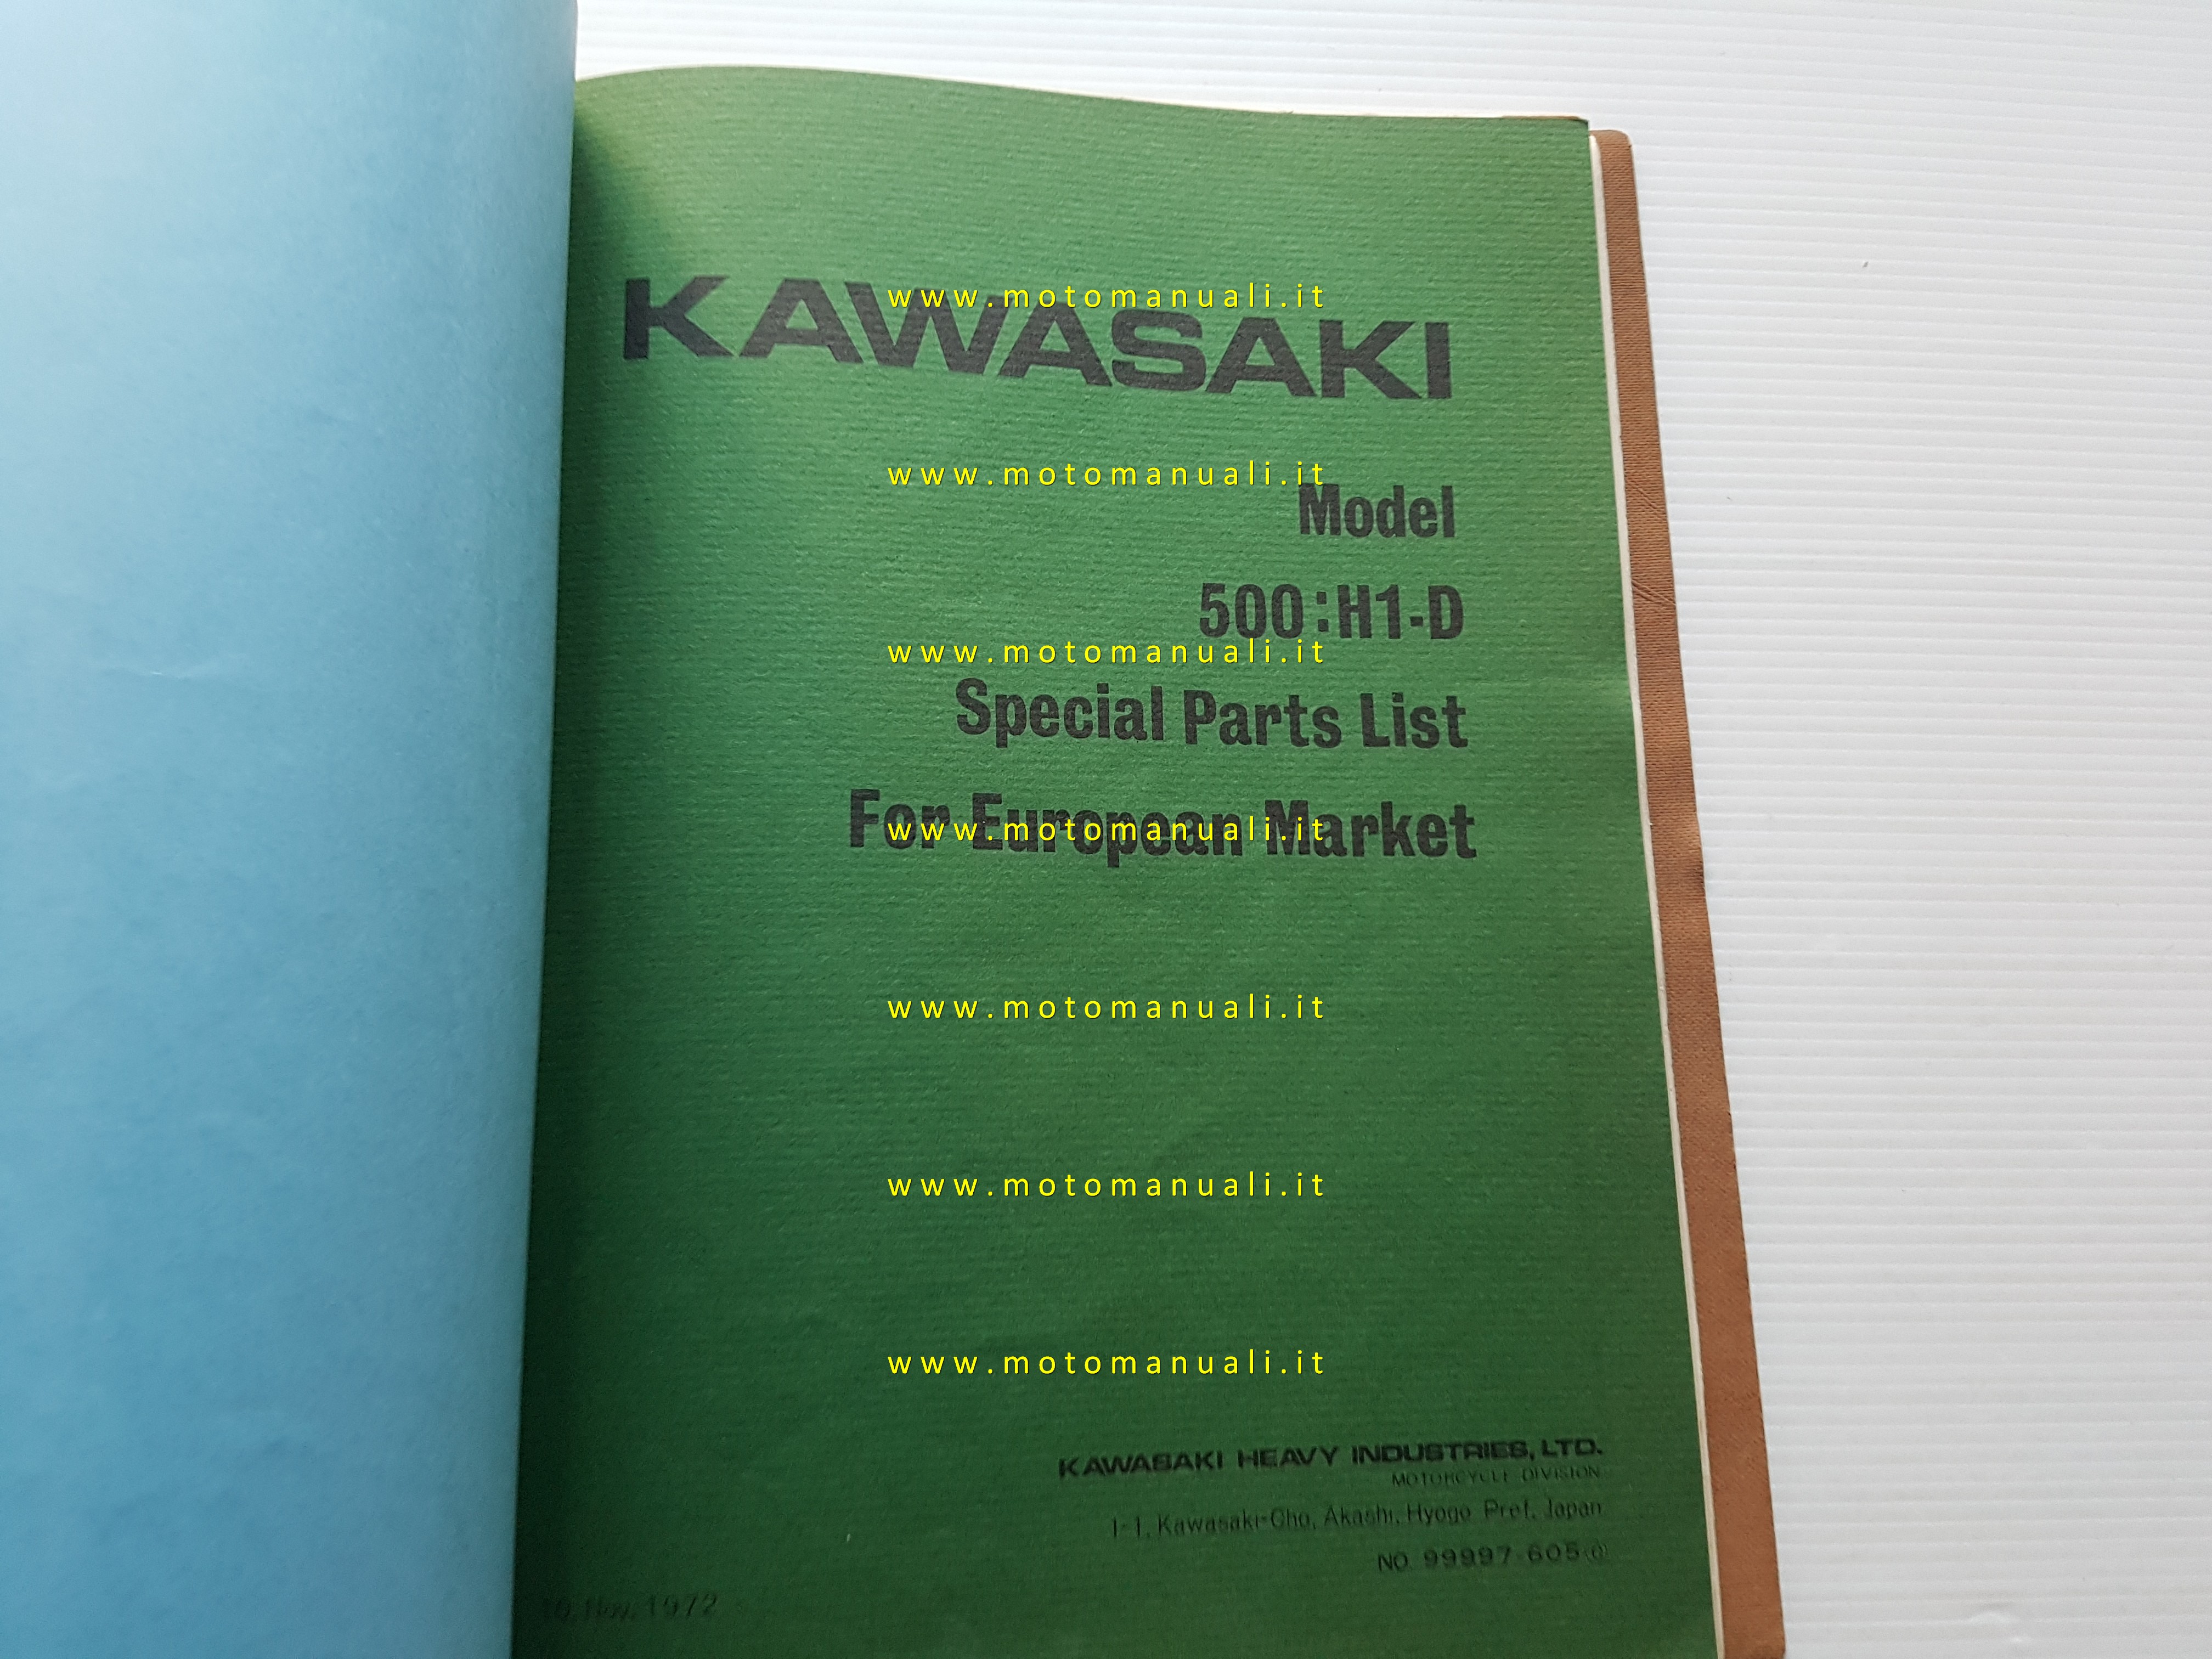 KAWASAKI
www.motomanuali.it
www.motomanuali.it
Model
500:H1-D
www.motomanuali.it
Special Parts List
For European Market
www.motomanuali.it
www.motomanuali.it
www.motomanuali.it
www.motomanuali.it
KAWASAKI HEAVY INDUSTRIES, LTD.
MOTORCYCLE DIVISION
1-1, Kawasaki-Cho, Akashi, Hyogo Pref. Japan
NO. 99997-605
Nov. 1972